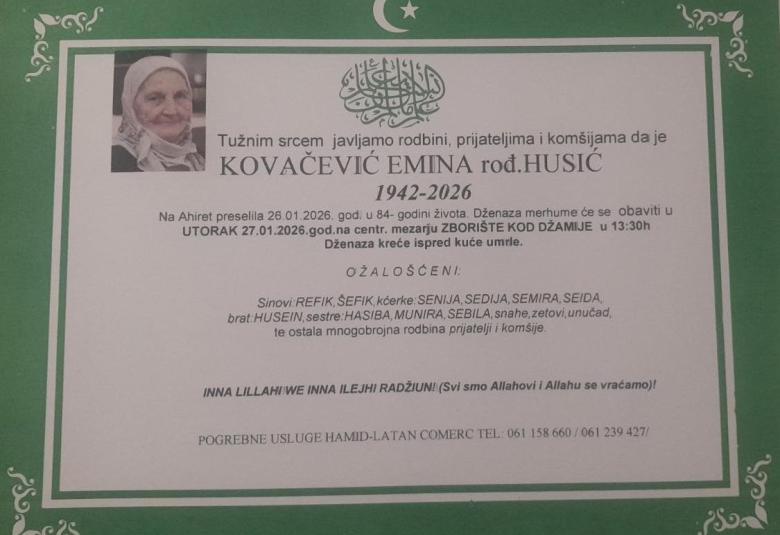 Tužnim srcem javljamo rodbini, prijateljima i komšijama da je
KOVAČEVIĆ EMINA rođ.HUSIĆ
1942-2026
Na Ahiret preselila 26.01.2026. god. u 84- godini života. Dženaza merhume će se obaviti u
UTORAK 27.01.2026.god.na centr. mezarju ZBORIŠTE KOD DŽAMIJE u 13:30h
Dženaza kreće ispred kuće umrle.
OŽALOŠĆENI:
Sinovi:REFIK, ŠEFIK,kćerke:SENIJA, SEDIJA, SEMIRA, SEIDA,
brat:HUSEIN,sestre:HASIBA,MUNIRA, SEBILA,snahe,zetovi,unučad,
te ostala mnogobrojna rodbina prijatelji i komšije.
INNA LILLAHI WE INNA ILEJHI RADŽIUN! (Svi smo Allahovi i Allahu se vraćamo)!
POGREBNE USLUGE HAMID-LATAN COMERC TEL: 061 158 660 / 061 239 427/